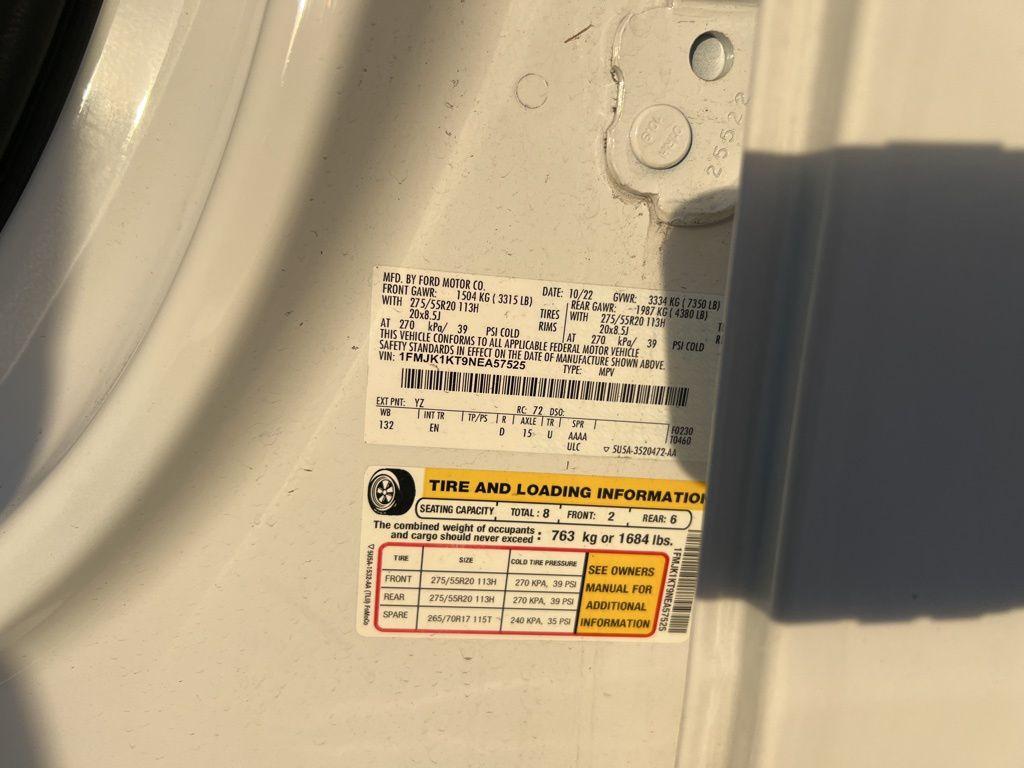 25522
MFD. BY FORD MOTOR CO.
DATE: 10/22 GVWR: 3334 KG ( 7350 LB)
FRONT GAWR: 1504 KG ( 3315 LB) REAR GAWR: 1987 KG ( 4380 LB)
WITH 275/55R20 113H TIRES WITH 275/55R20 113H
20x8.5J RIMS 20x8.5J
AT 270 kPa/ 39 PSI COLD AT 270 kPa/ 39 PSI COLD
THIS VEHICLE CONFORMS TO ALL APPLICABLE FEDERAL MOTOR VEHICLE
SAFETY STANDARDS IN EFFECT ON THE DATE OF MANUFACTURE SHOWN ABOVE.
VIN: 1FMJK1KT9NEA57525 TYPE: MPV
EXT PNT: YZ RC: 72 DSO:
WB INT TR TP/PS R AXLE TR SPR F0230
132 EN D 15 U AAAA T0460
ULC ▽ 5U5A-3520472-AA
TIRE AND LOADING INFORMATION
SEATING CAPACITY TOTAL : 8 FRONT: 2 REAR: 6
The combined weight of occupants
and cargo should never exceed : 763 kg or 1684 lbs.
TIRE SIZE COLD TIRE PRESSURE
FRONT 275/55R20 113H 270 KPA, 39 PSI
REAR 275/55R20 113H 270 KPA, 39 PSI
SPARE 265/70R17 115T 240 KPA, 35 PSI
SEE OWNERS
MANUAL FOR
ADDITIONAL
INFORMATION
1FMJK1KT9NEA57525